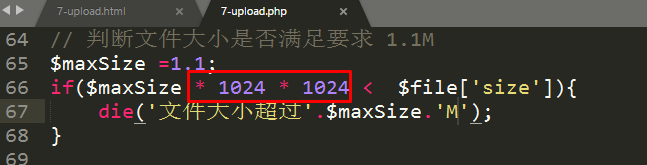 7-upload.html × 7-upload.php ×
64 // 判断文件大小是否满足要求 1.1M
65 $maxSize =1.1;
66 if($maxSize * 1024 * 1024 < $file['size']){
67 die('文件大小超过'.$maxSize.'M');
68 }
69